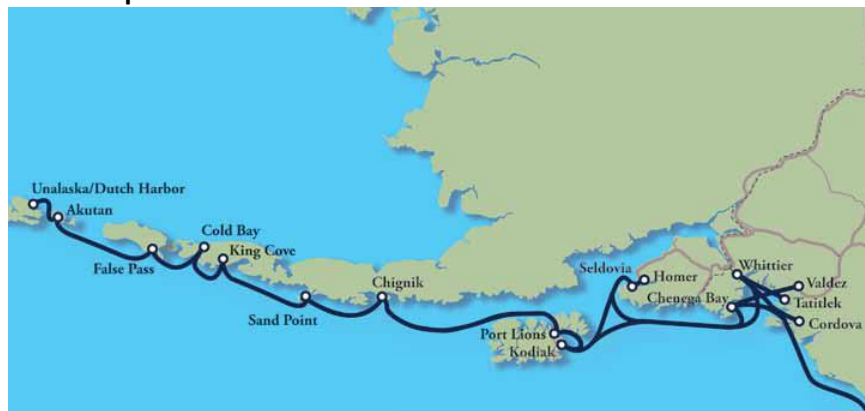 Unalaska/Dutch Harbor
Akutan
Cold Bay
King Cove
False Pass
Chignik
Sand Point
Seldovia
Homer
Whittier
Valdez
Chenega Bay
Tatitlek
Cordova
Port Lions
Kodiak